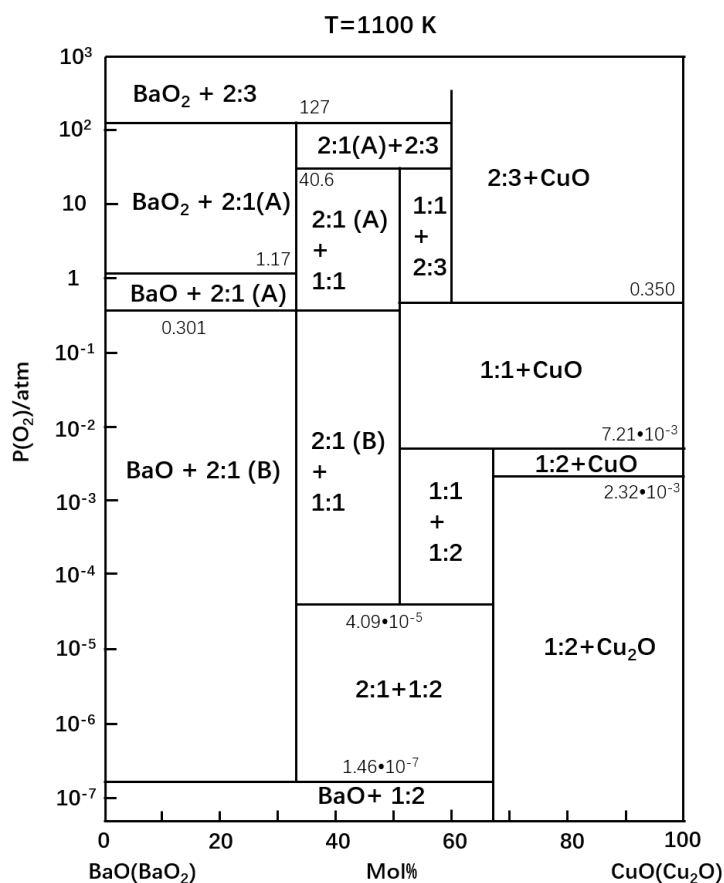 T=1100 K
10³
BaO₂ + 2:3
127
10²
2:1(A)+2:3
40.6
2:3+CuO
BaO₂ + 2:1(A)
10
2:1 (A)
+
1:1
1:1
+
2:3
1.17
1
BaO + 2:1 (A)
0.350
0.301
10⁻¹
1:1+CuO
P(O₂)/atm
10⁻²
7.21•10⁻³
BaO + 2:1 (B)
2:1 (B)
+
1:1
1:2+CuO
10⁻³
1:1
+
1:2
2.32•10⁻³
10⁻⁴
4.09•10⁻⁵
10⁻⁵
1:2+Cu₂O
2:1+1:2
10⁻⁶
1.46•10⁻⁷
10⁻⁷
BaO+ 1:2
0 20 40 60 80 100
BaO(BaO₂) Mol% CuO(Cu₂O)